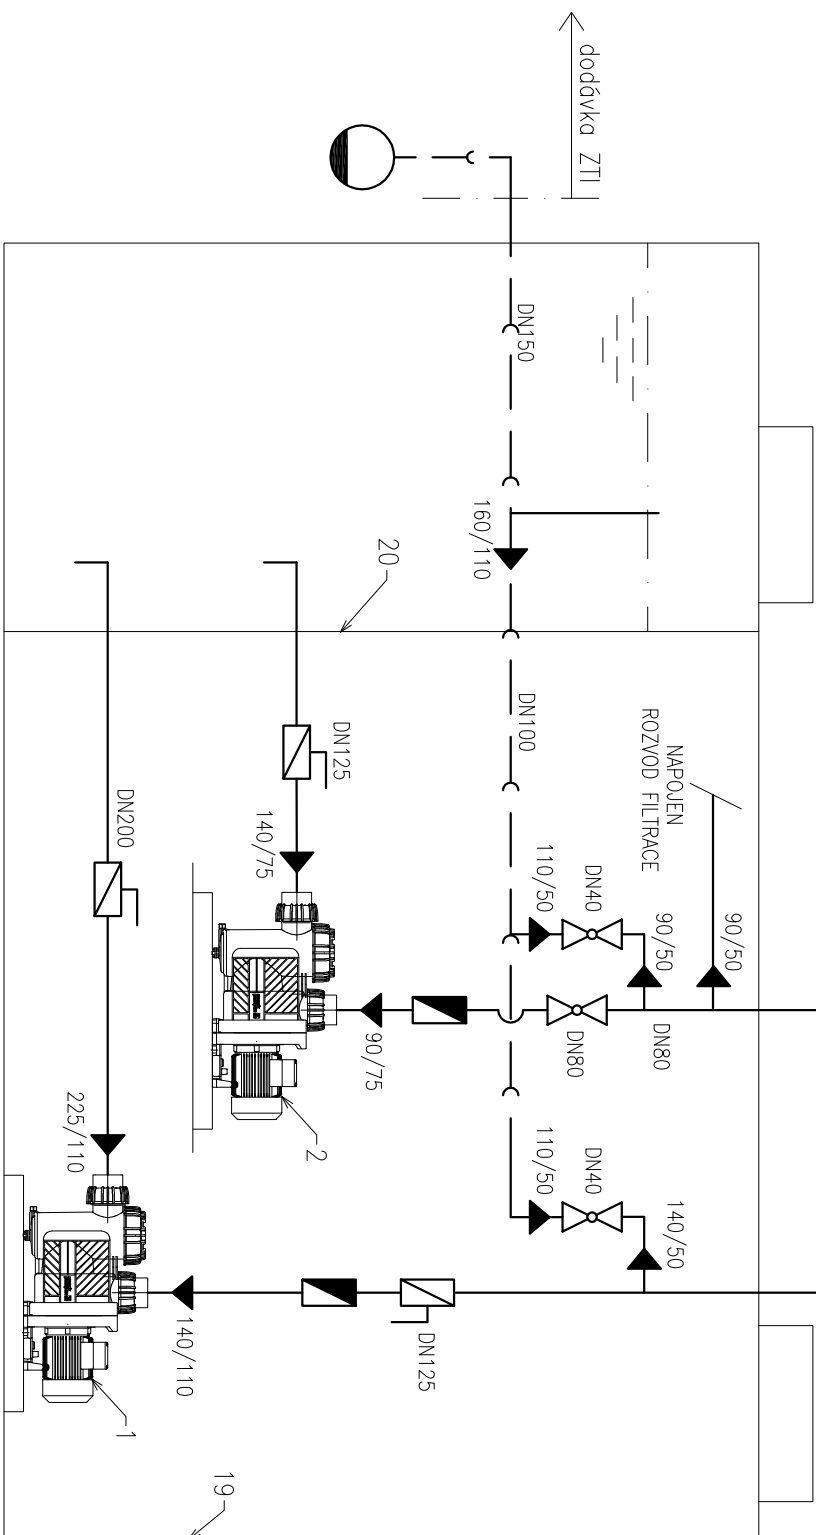 dodávka ZTI
DN150
160/110
20
DN100
NAPOJEN
ROZVOD FILTRACE
DN125
140/75
DN200
110/50
DN40
90/50
90/50
DN80
DN80
90/75
2
225/110
110/50
DN40
140/50
DN125
140/110
1
19